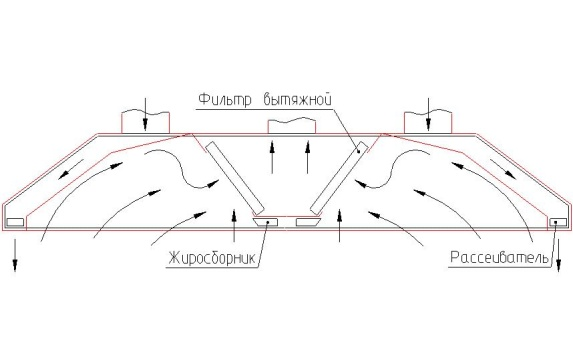 Фильтр вытяжной
Жиросборник
Рассеиватель